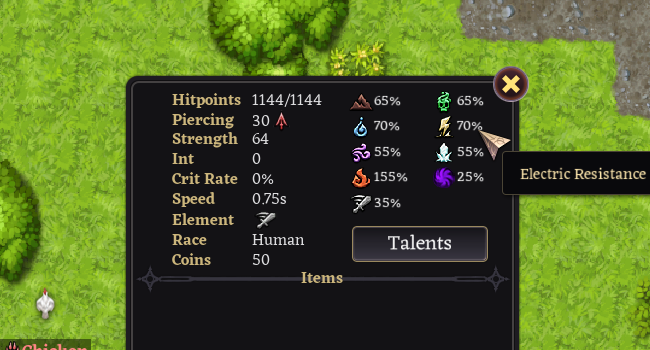 Hitpoints 1144/1144 65% 65%
Piercing 30 70% 70%
Strength 64
Int 0 55% 55%
Crit Rate 0% 155% 25%
Speed 0.75s 35%
Element
Race Human
Coins 50
Talents
Items
Electric Resistance
Chicken